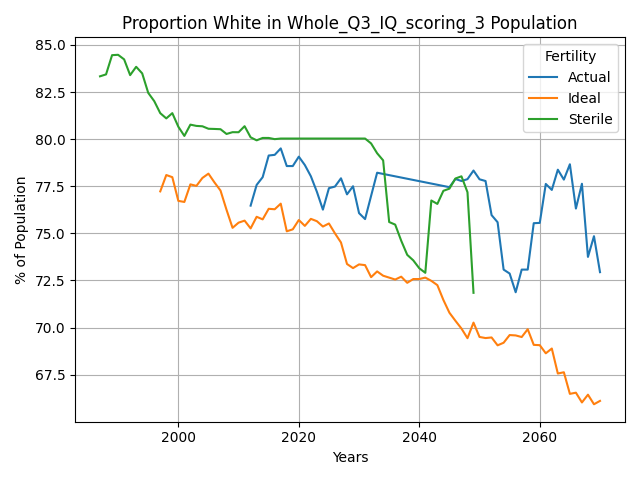 Proportion White in Whole_Q3_IQ_scoring_3 Population
85.0
82.5
80.0
77.5
75.0
72.5
70.0
67.5
% of Population
Fertility
Actual
Ideal
Sterile
2000
2020
2040
2060
Years